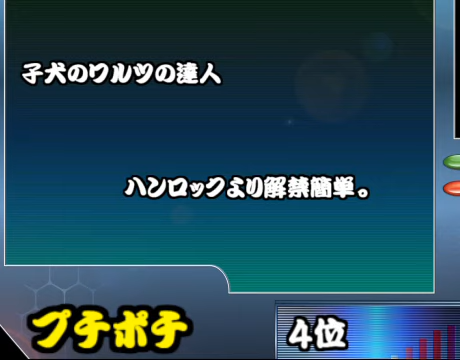 子犬のワルツの達人
ハンロックより解禁簡単。
プチポチ
4位